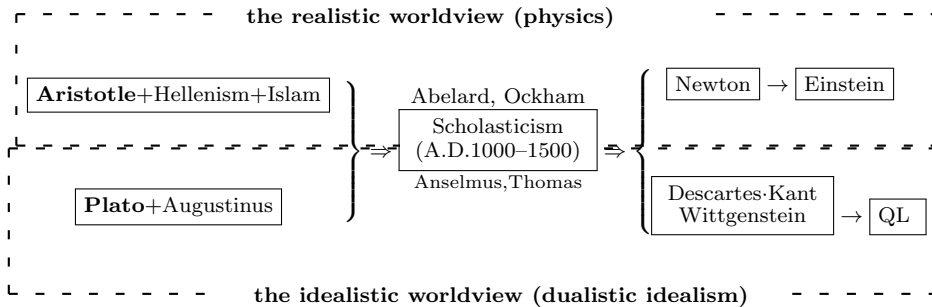 the realistic worldview (physics)
Aristotle+Hellenism+Islam
Plato+Augustinus
Abelard, Ockham
Scholasticism
(A.D.1000–1500)
Anselmus,Thomas
Newton → Einstein
Descartes·Kant
Wittgenstein
→ QL
the idealistic worldview (dualistic idealism)